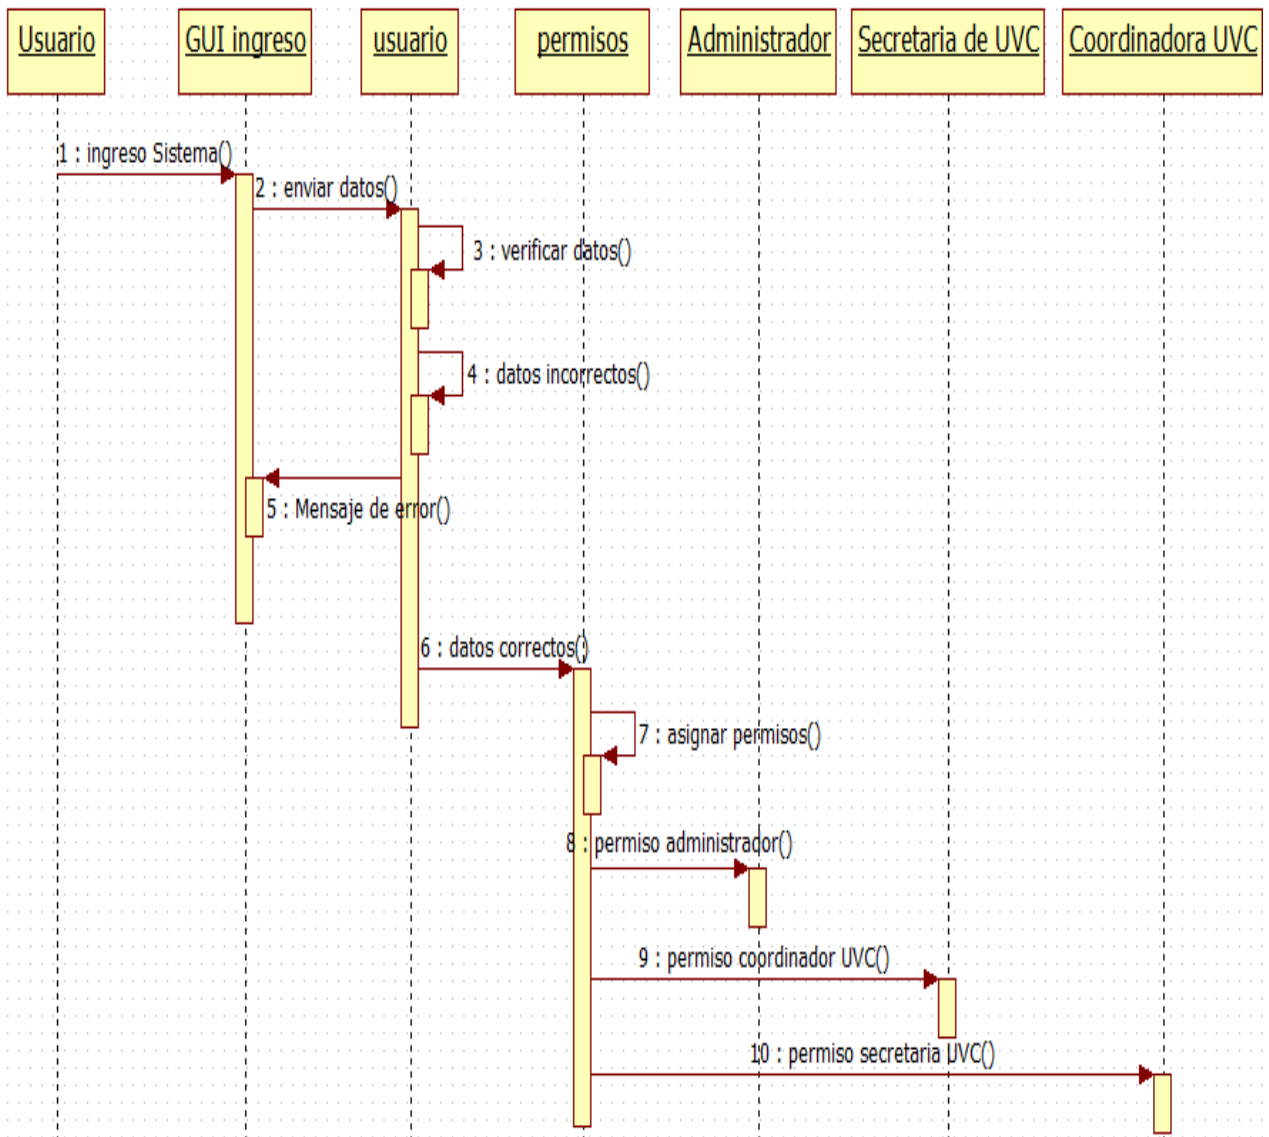 Usuario
GUI ingreso
usuario
permisos
Administrador
Secretaria de UVC
Coordinadora UVC
1 : ingreso Sistema()
2 : enviar datos()
3 : verificar datos()
4 : datos incorrectos()
5 : Mensaje de error()
6 : datos correctos()
7 : asignar permisos()
8 : permiso administrador()
9 : permiso coordinador UVC()
10 : permiso secretaria UVC()